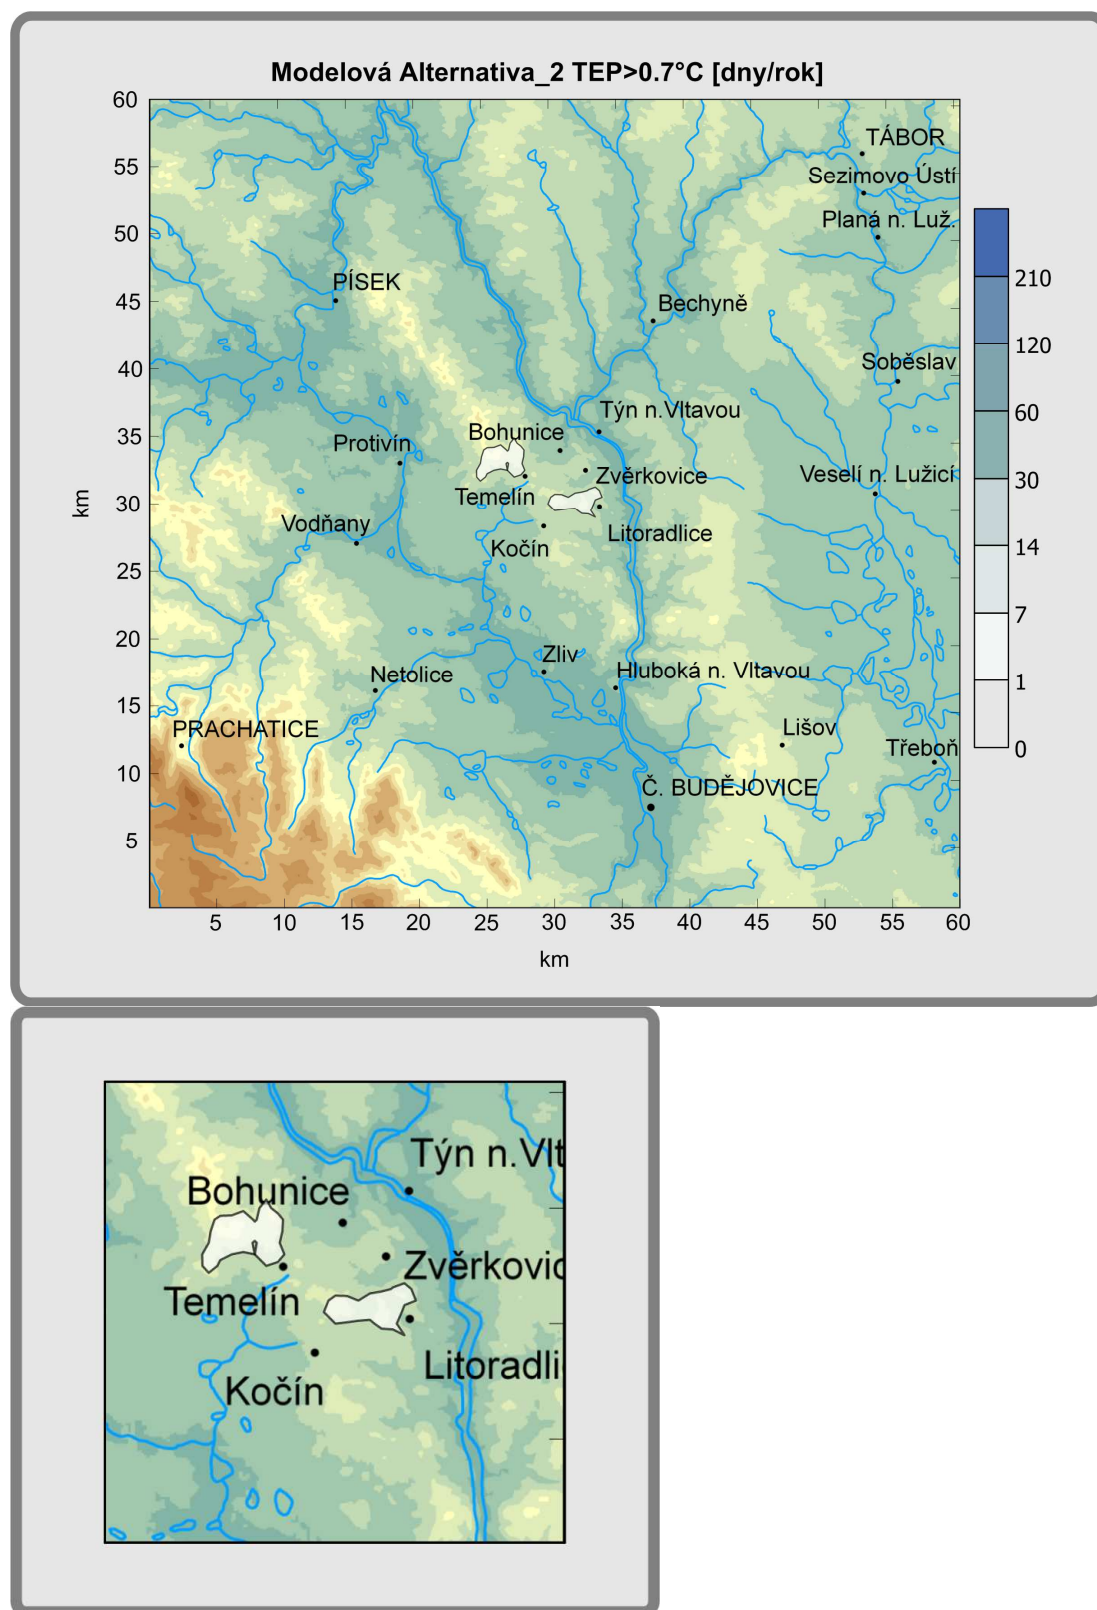 Modelová Alternativa_2 TEP>0.7°C [dny/rok]
60
55
50
45
40
35
30
25
20
15
10
5
km
5
10
15
20
25
30
35
40
45
50
55
60
km
TÁBOR
Sezimovo Ústí
Planá n. Luž.
PÍSEK
Bechyně
Soběslav
Týn n.Vltavou
Bohunice
Protivín
Zvěrkovice
Veselí n. Lužicí
Temelín
Vodňany
Litoradlice
Kočín
Zliv
Hluboká n. Vltavou
Netolice
PRACHATICE
Lišov
Třeboň
Č. BUDĚJOVICE
210
120
60
30
14
7
1
0
Týn n.Vlt
Bohunice
Zvěrkovic
Temelín
Litoradli
Kočín